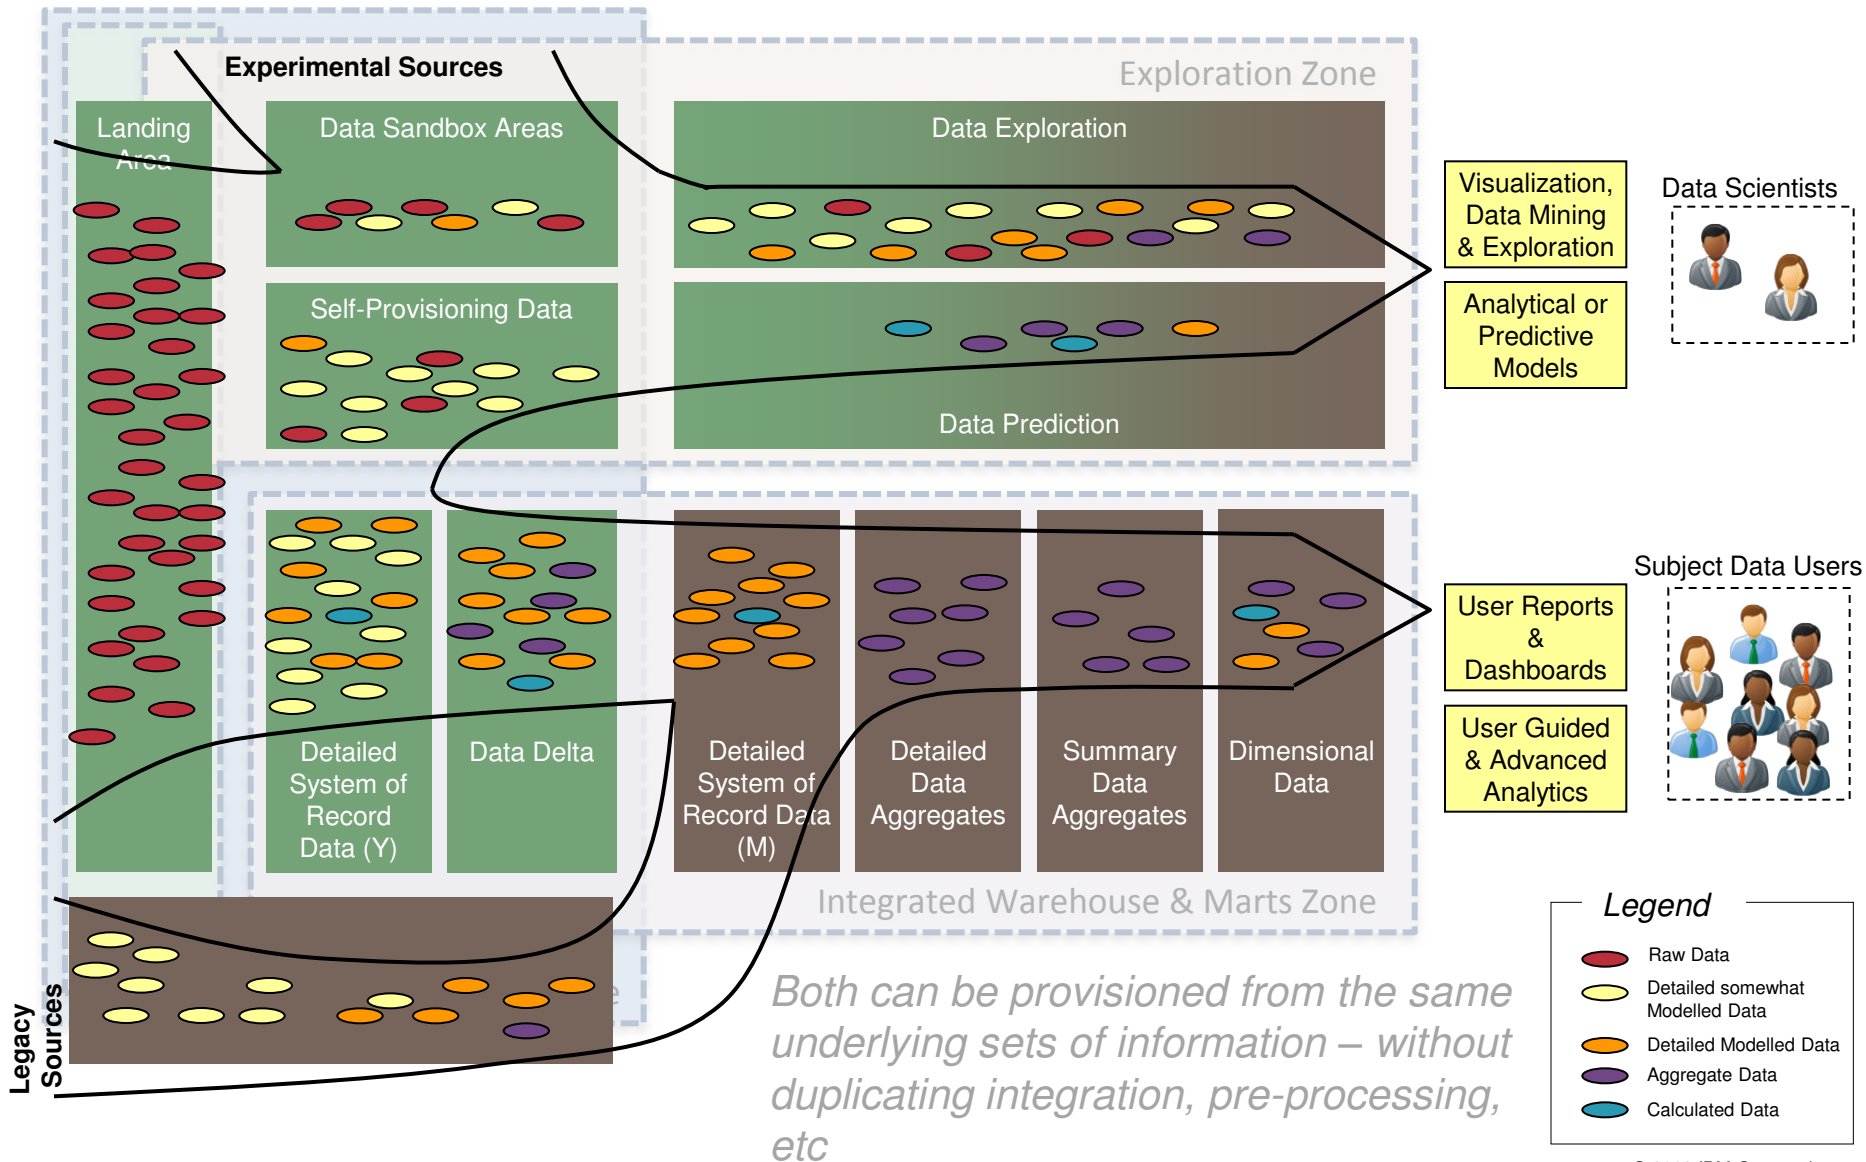 Experimental Sources
Exploration Zone
Landing
Area
Data Sandbox Areas
Data Exploration
Visualization,
Data Mining
& Exploration
Data Scientists
Self-Provisioning Data
Analytical or
Predictive
Models
Data Prediction
Subject Data Users
User Reports
&
Dashboards
User Guided
& Advanced
Analytics
Detailed
System of
Record
Data (Y)
Data Delta
Detailed
System of
Record Data
(M)
Detailed
Data
Aggregates
Summary
Data
Aggregates
Dimensional
Data
Integrated Warehouse & Marts Zone
Legacy
Sources
Both can be provisioned from the same
underlying sets of information – without
duplicating integration, pre-processing,
etc
Legend
Raw Data
Detailed somewhat
Modelled Data
Detailed Modelled Data
Aggregate Data
Calculated Data